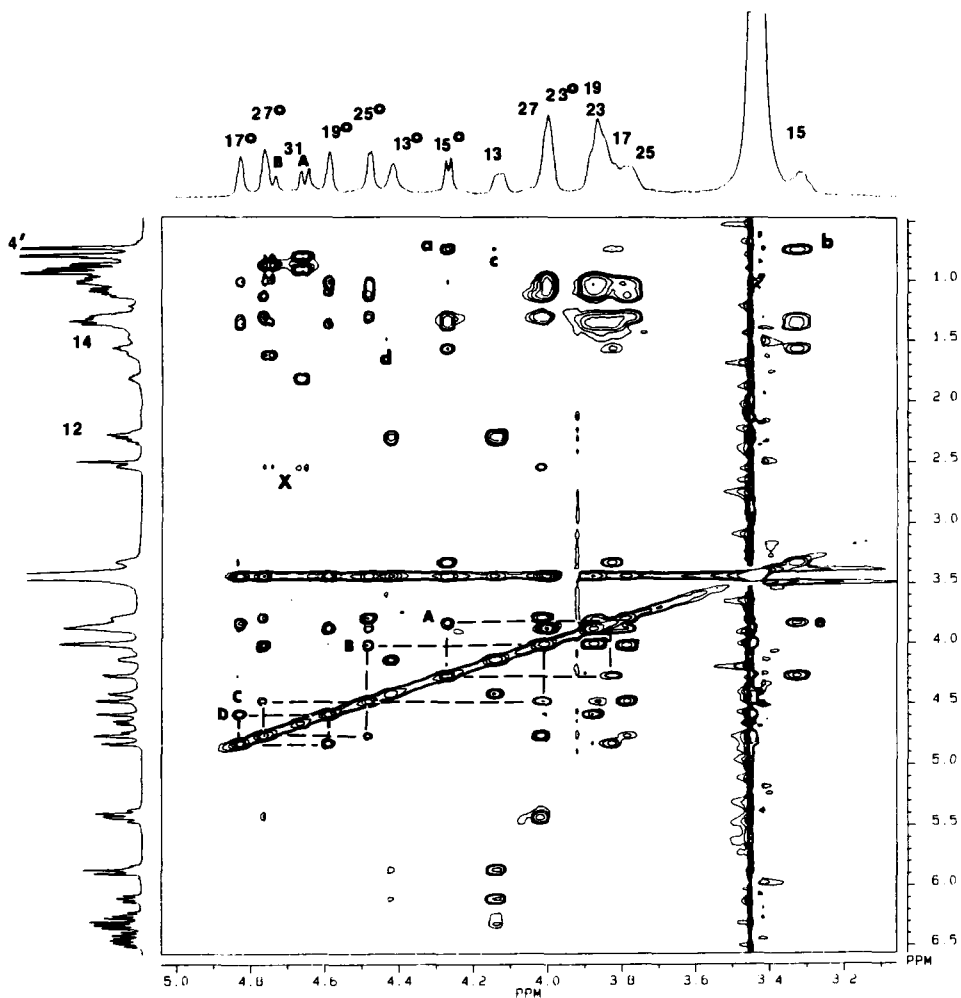 17o 27o B 31 A 19o 25o 13o 15o 13 27 23o 19 23 17 25 15
4'
14
12
a
c
b
d
X
A
e
B
C
D
1.0
1.5
2.0
2.5
3.0
3.5
4.0
4.5
5.0
5.5
6.0
6.5
PPM
5.0 4.8 4.6 4.4 4.2 4.0 3.8 3.6 3.4 3.2
PPM